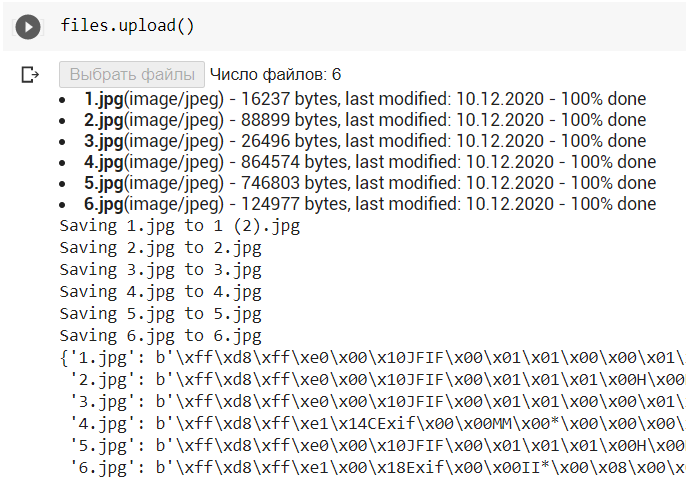 files.upload()
Выбрать файлы Число файлов: 6
• 1.jpg(image/jpeg) - 16237 bytes, last modified: 10.12.2020 - 100% done
• 2.jpg(image/jpeg) - 88899 bytes, last modified: 10.12.2020 - 100% done
• 3.jpg(image/jpeg) - 26496 bytes, last modified: 10.12.2020 - 100% done
• 4.jpg(image/jpeg) - 864574 bytes, last modified: 10.12.2020 - 100% done
• 5.jpg(image/jpeg) - 746803 bytes, last modified: 10.12.2020 - 100% done
• 6.jpg(image/jpeg) - 124977 bytes, last modified: 10.12.2020 - 100% done
Saving 1.jpg to 1 (2).jpg
Saving 2.jpg to 2.jpg
Saving 3.jpg to 3.jpg
Saving 4.jpg to 4.jpg
Saving 5.jpg to 5.jpg
Saving 6.jpg to 6.jpg
{'1.jpg': b'\xff\xd8\xff\xe0\x00\x10JFIF\x00\x01\x01\x00\x00\x01\
'2.jpg': b'\xff\xd8\xff\xe0\x00\x10JFIF\x00\x01\x01\x01\x00H\x00
'3.jpg': b'\xff\xd8\xff\xe0\x00\x10JFIF\x00\x01\x01\x00\x00\x01\
'4.jpg': b'\xff\xd8\xff\xe1\x14CExif\x00\x00MM\x00*\x00\x00\x00\
'5.jpg': b'\xff\xd8\xff\xe0\x00\x10JFIF\x00\x01\x01\x01\x00H\x00
'6.jpg': b'\xff\xd8\xff\xe1\x00\x18Exif\x00\x00II*\x00\x08\x00\x